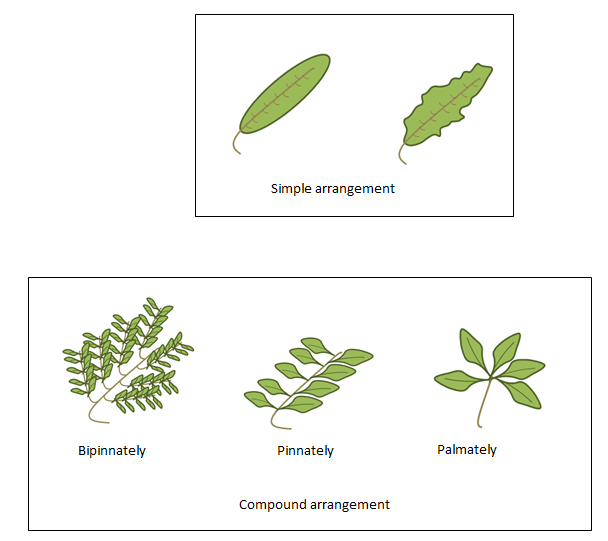 Simple arrangement
Bipinnately
Pinnately
Palmately
Compound arrangement